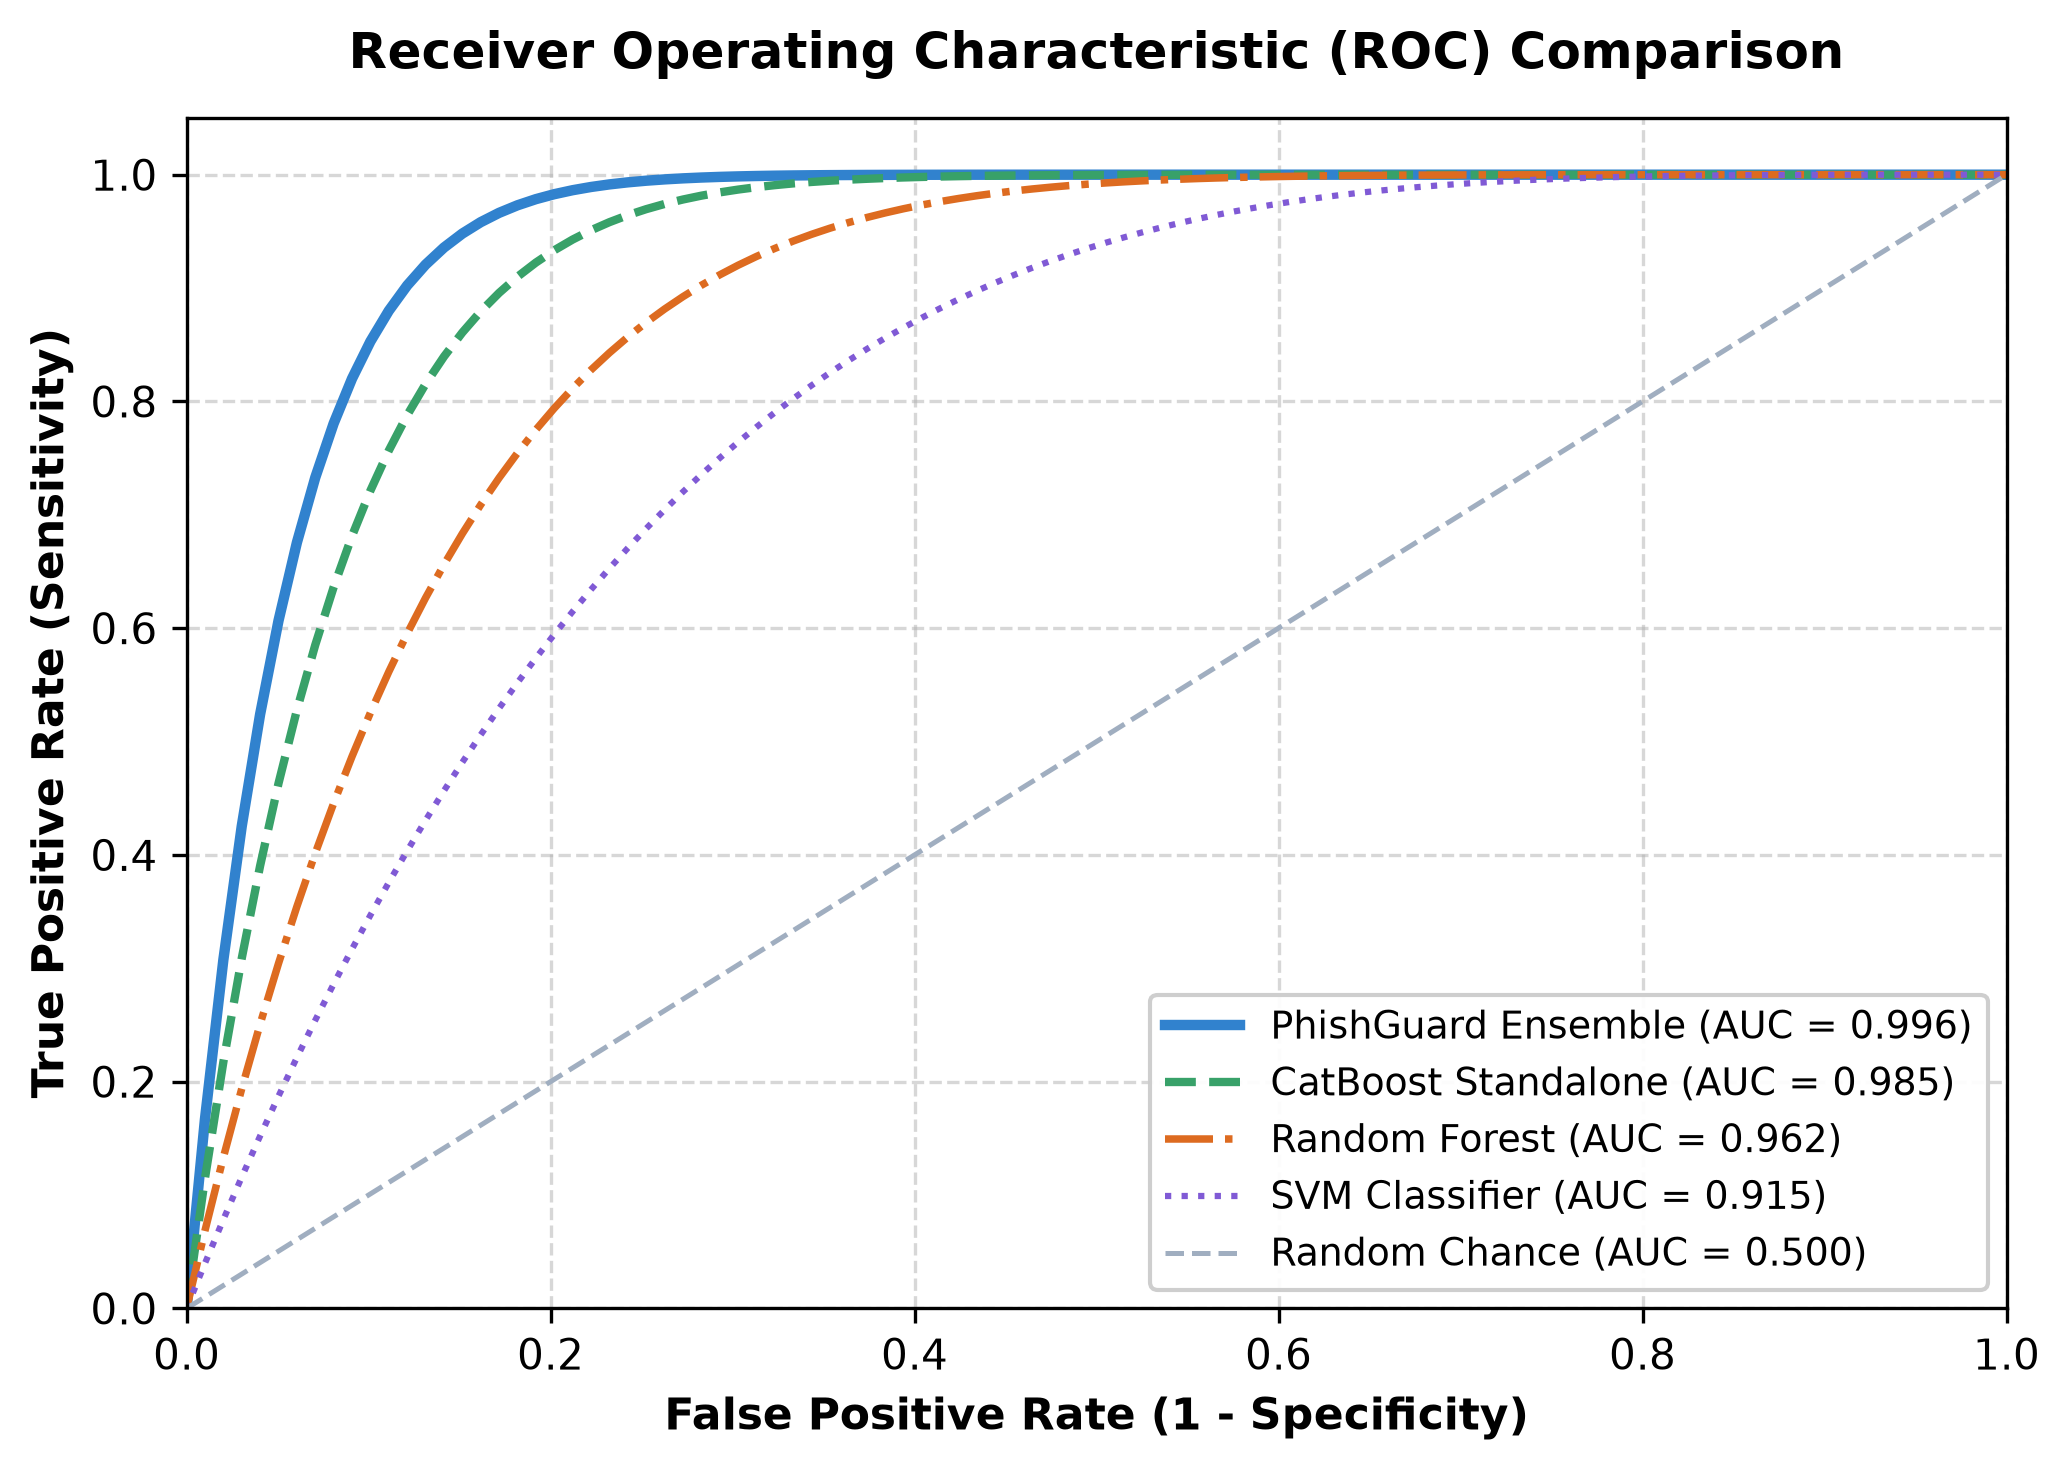 Receiver Operating Characteristic (ROC) Comparison
True Positive Rate (Sensitivity)
1.0
0.8
0.6
0.4
0.2
0.0
PhishGuard Ensemble (AUC = 0.996)
CatBoost Standalone (AUC = 0.985)
Random Forest (AUC = 0.962)
SVM Classifier (AUC = 0.915)
Random Chance (AUC = 0.500)
0.0 0.2 0.4 0.6 0.8 1.0
False Positive Rate (1 - Specificity)